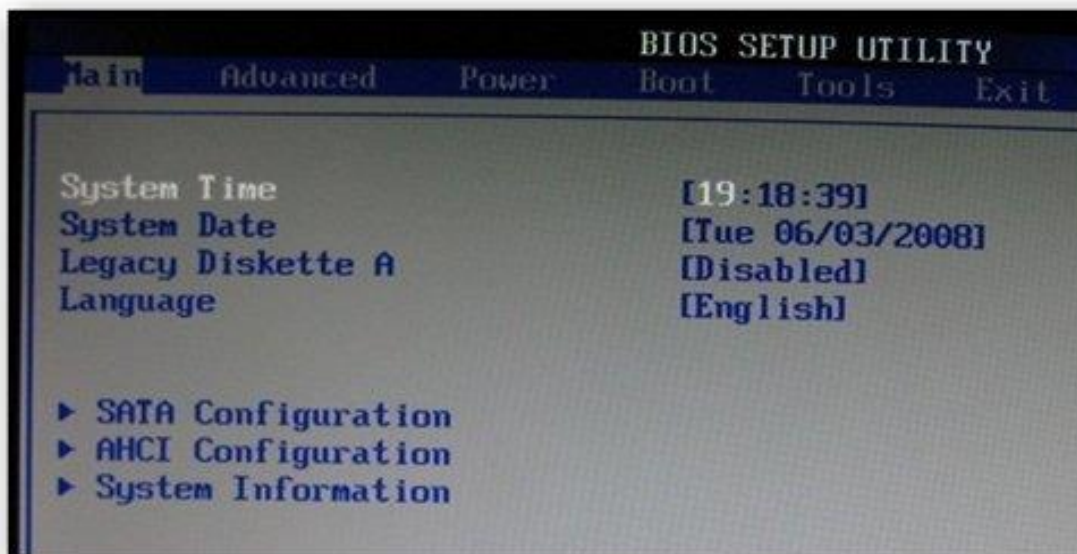 BIOS SETUP UTILITY
Main Advanced Power Boot Tools Exit
System Time [19:18:39]
System Date [Tue 06/03/2008]
Legacy Diskette A [Disabled]
Language [English]
▶ SATA Configuration
▶ AHCI Configuration
▶ System Information